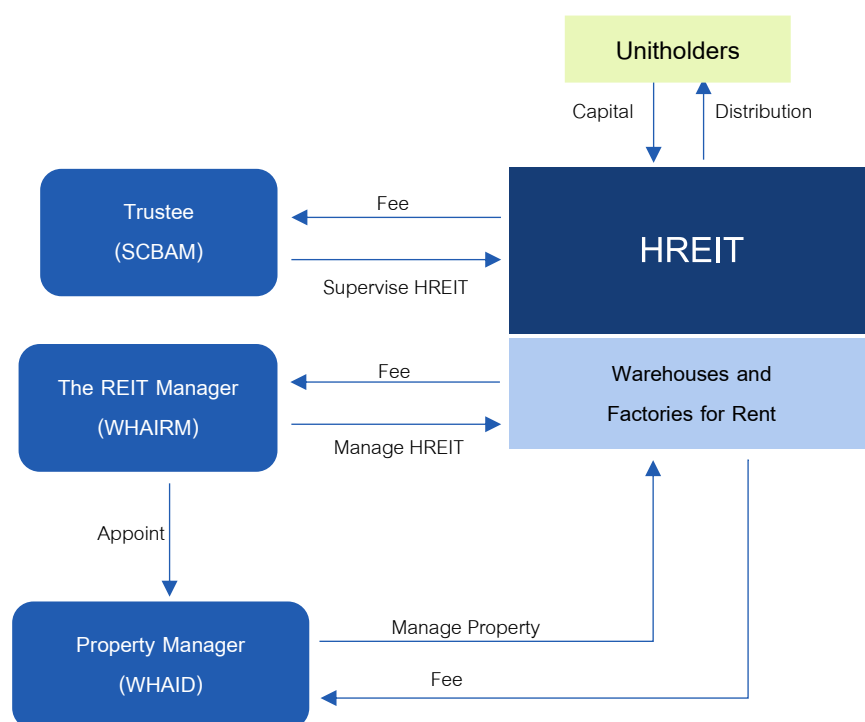 Unitholders
Capital
Distribution
Trustee
(SCBAM)
Fee
Supervise HREIT
HREIT
The REIT Manager
(WHAIRM)
Fee
Manage HREIT
Warehouses and
Factories for Rent
Appoint
Property Manager
(WHAID)
Manage Property
Fee